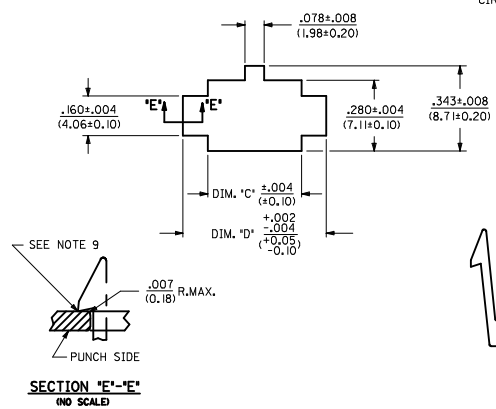 CIR
.078±.008
(1.98±0.20)
"E" "E"
.160±.004
(4.06±0.10)
.280±.004
(7.11±0.10)
.343±.008
(8.71±0.20)
DIM. "C" ±.004
(±0.10)
DIM. "D" +.002
-.004
(+0.05
-0.10)
SEE NOTE 9
.007 R.MAX.
(0.18)
PUNCH SIDE
SECTION "E"-"E"
(NO SCALE)